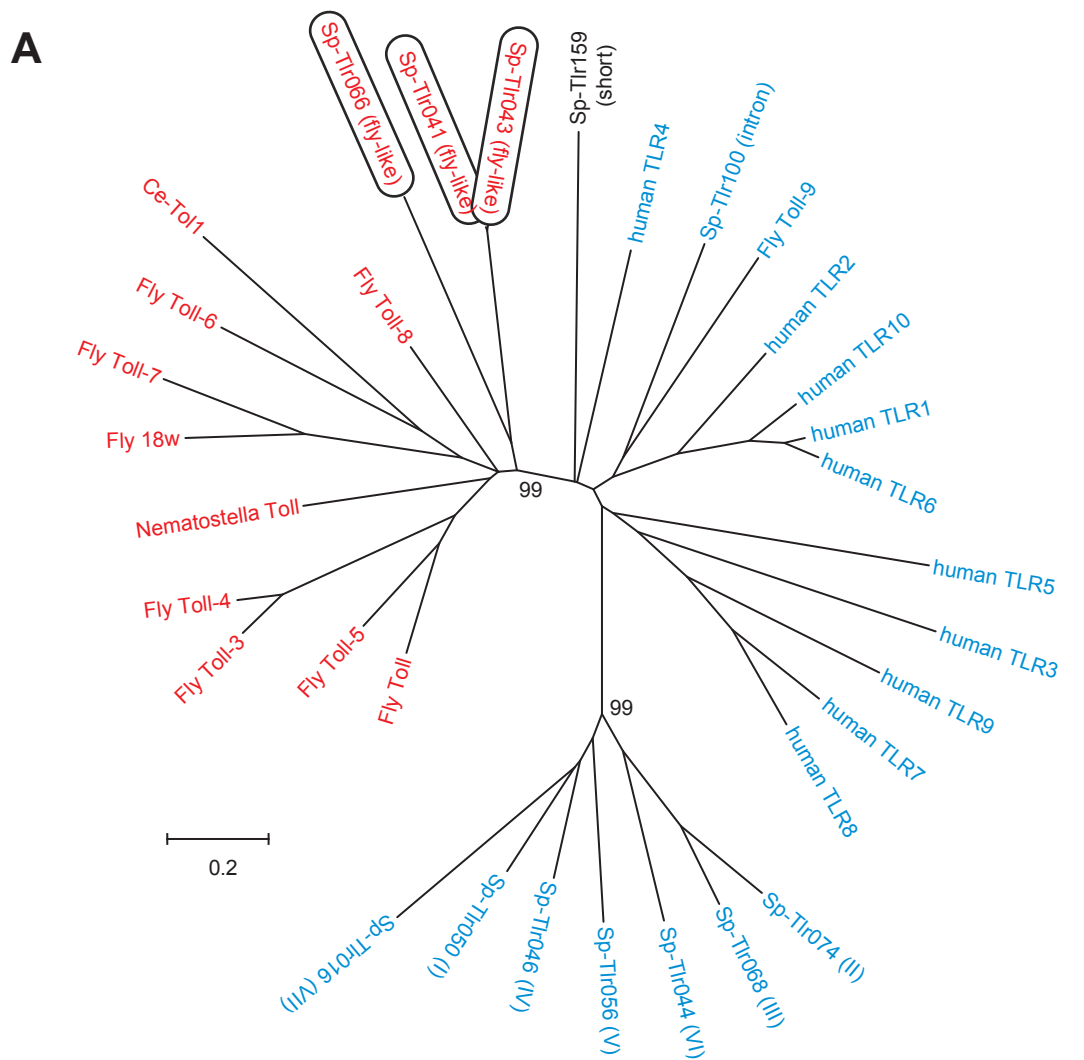 A
Sp-Tlr066 (fly-like)
Sp-Tlr041 (fly-like)
Sp-Tlr043 (fly-like)
Sp-Tlr159
(short)
human TLR4
Sp-Tlr100 (intron)
Fly Toll-9
human TLR2
human TLR10
human TLR1
human TLR6
Ce-Tol1
Fly Toll-6
Fly Toll-8
Fly Toll-7
Fly 18w
Nematostella Toll
99
Fly Toll-4
Fly Toll-3
Fly Toll-5
Fly Toll
human TLR5
human TLR3
human TLR9
human TLR7
human TLR8
99
0.2
Sp-Tlr016 (VII)
Sp-Tlr050 (I)
Sp-Tlr046 (IV)
Sp-Tlr056 (V)
Sp-Tlr044 (VI)
Sp-Tlr068 (III)
Sp-Tlr074 (II)